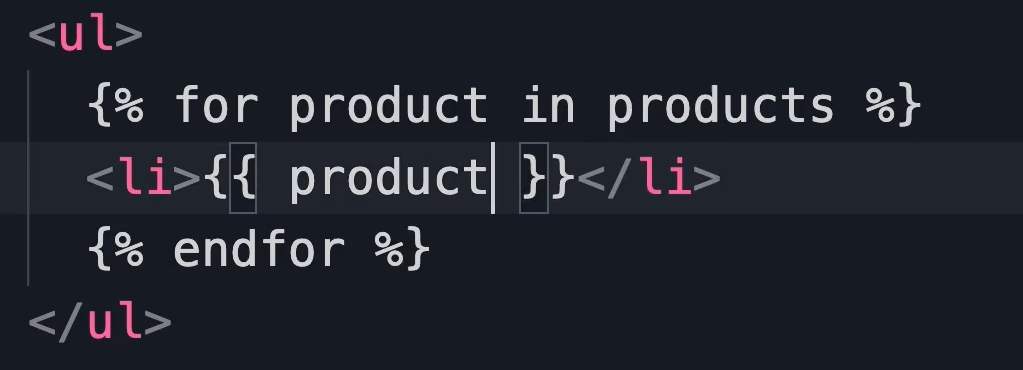 <ul>
{% for product in products %}
<li>{{ product }}</li>
{% endfor %}
</ul>